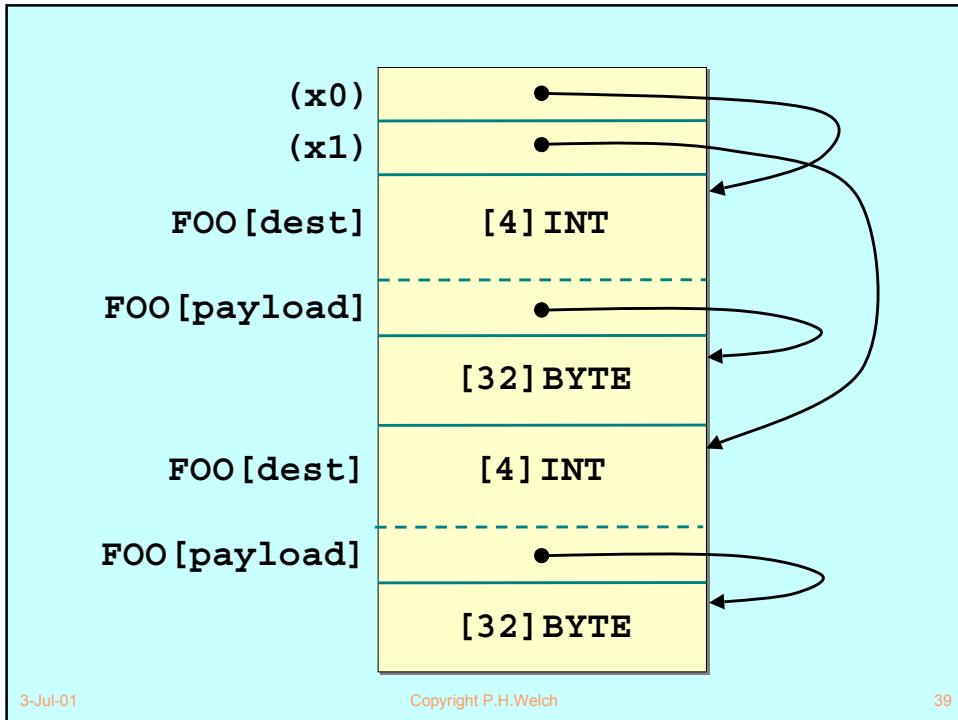 (x0)
(x1)
FOO[dest] [4]INT
FOO[payload]
[32]BYTE
FOO[dest] [4]INT
FOO[payload]
[32]BYTE
3-Jul-01 Copyright P.H.Welch 39